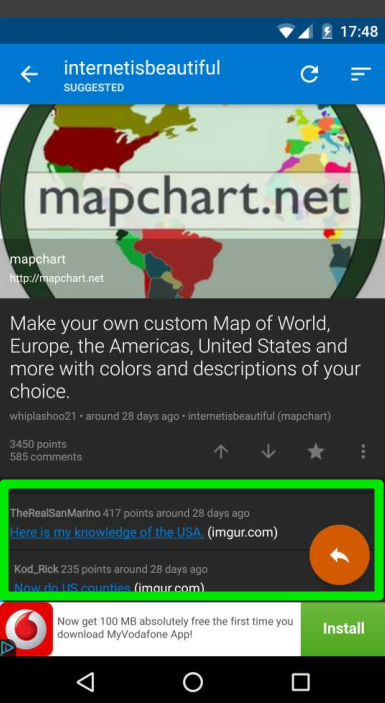 17:48
internetisbeautiful
SUGGESTED
mapchart.net
mapchart
http://mapchart.net
Make your own custom Map of World,
Europe, the Americas, United States and
more with colors and descriptions of your
choice.
whiplashoo21 • around 28 days ago • internetisbeautiful (mapchart)
3450 points
585 comments
TheRealSanMarino 417 points around 28 days ago
Here is my knowledge of the USA. (imgur.com)
Kod_Rick 235 points around 28 days ago
Now do US counties (imgur.com)
Now get 100 MB absolutely free the first time you
download MyVodafone App!
Install